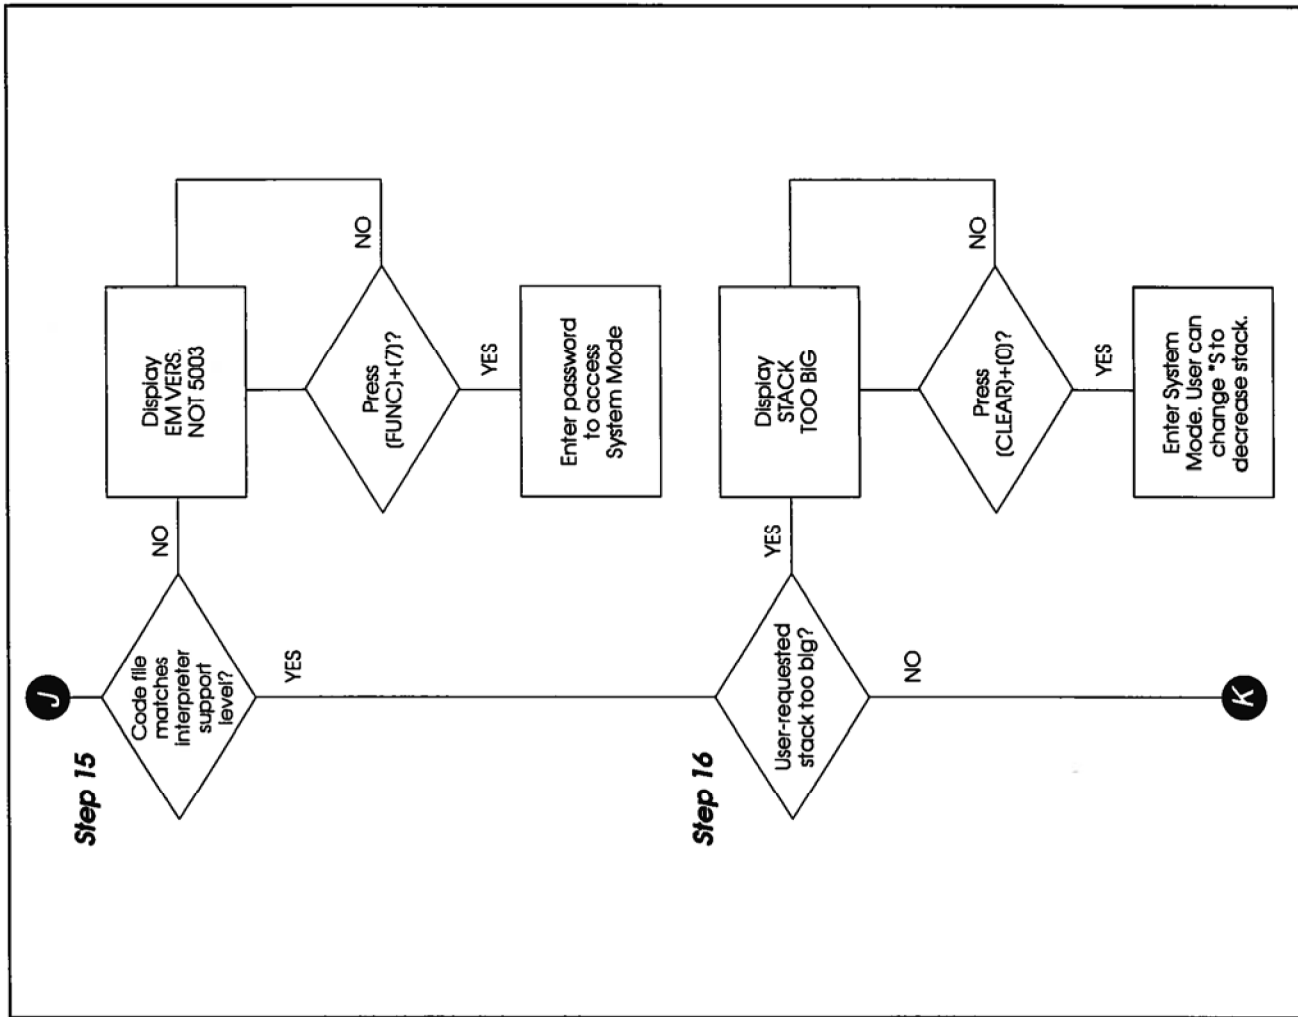 J
Step 15
Code file
matches
interpreter
support
level?
NO
Display
EM VERS.
NOT 5003
NO
Press
(FUNC)+(7)?
YES
Enter password
to access
System Mode
YES
Step 16
User-requested
stack too big?
YES
Display
STACK
TOO BIG
NO
Press
(CLEAR)+(0)?
YES
Enter System
Mode. User can
change *S to
decrease stack.
NO
K